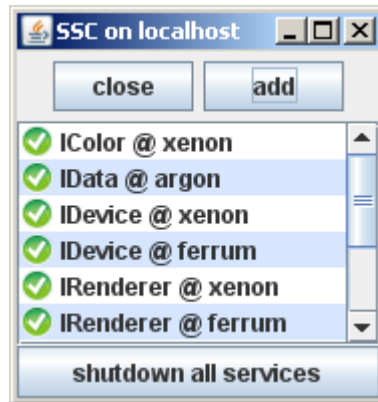 SSC on localhost
close add
IColor @ xenon
IData @ argon
IDevice @ xenon
IDevice @ ferrum
IRenderer @ xenon
IRenderer @ ferrum
shutdown all services